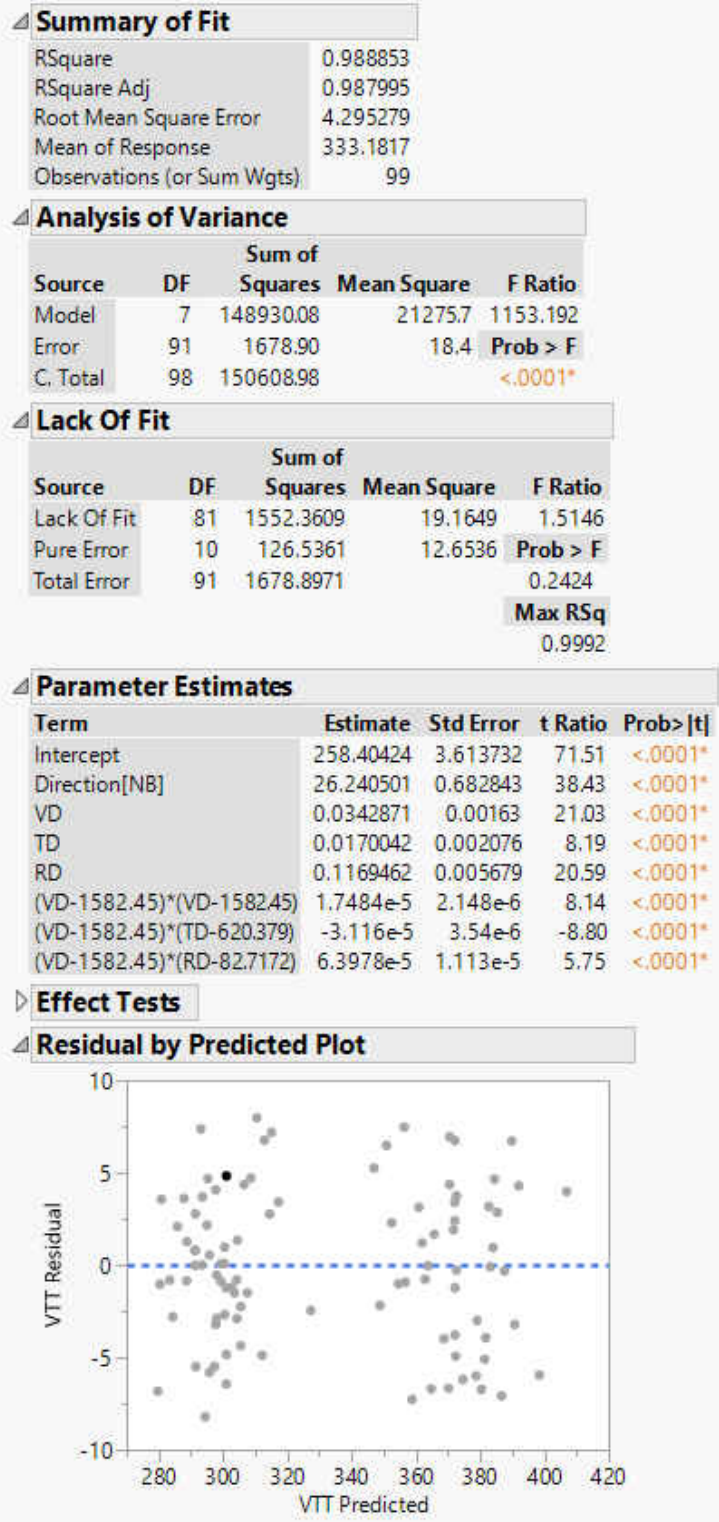 Summary of Fit
RSquare 0.988853
RSquare Adj 0.987995
Root Mean Square Error 4.295279
Mean of Response 333.1817
Observations (or Sum Wgts) 99
Analysis of Variance
Sum of
Source DF Squares Mean Square F Ratio
Model 7 148930.08 21275.7 1153.192
Error 91 1678.90 18.4 Prob > F
C. Total 98 150608.98 <.0001*
Lack Of Fit
Sum of
Source DF Squares Mean Square F Ratio
Lack Of Fit 81 1552.3609 19.1649 1.5146
Pure Error 10 126.5361 12.6536 Prob > F
Total Error 91 1678.8971 0.2424
Max RSq
0.9992
Parameter Estimates
Term Estimate Std Error t Ratio Prob>|t|
Intercept 258.40424 3.613732 71.51 <.0001*
Direction[NB] 26.240501 0.682843 38.43 <.0001*
VD 0.0342871 0.00163 21.03 <.0001*
TD 0.0170042 0.002076 8.19 <.0001*
RD 0.1169462 0.005679 20.59 <.0001*
(VD-1582.45)*(VD-1582.45) 1.7484e-5 2.148e-6 8.14 <.0001*
(VD-1582.45)*(TD-620.379) -3.116e-5 3.54e-6 -8.80 <.0001*
(VD-1582.45)*(RD-82.7172) 6.3978e-5 1.113e-5 5.75 <.0001*
Effect Tests
Residual by Predicted Plot
10
5
0
-5
-10
VTT Residual
280 300 320 340 360 380 400 420
VTT Predicted